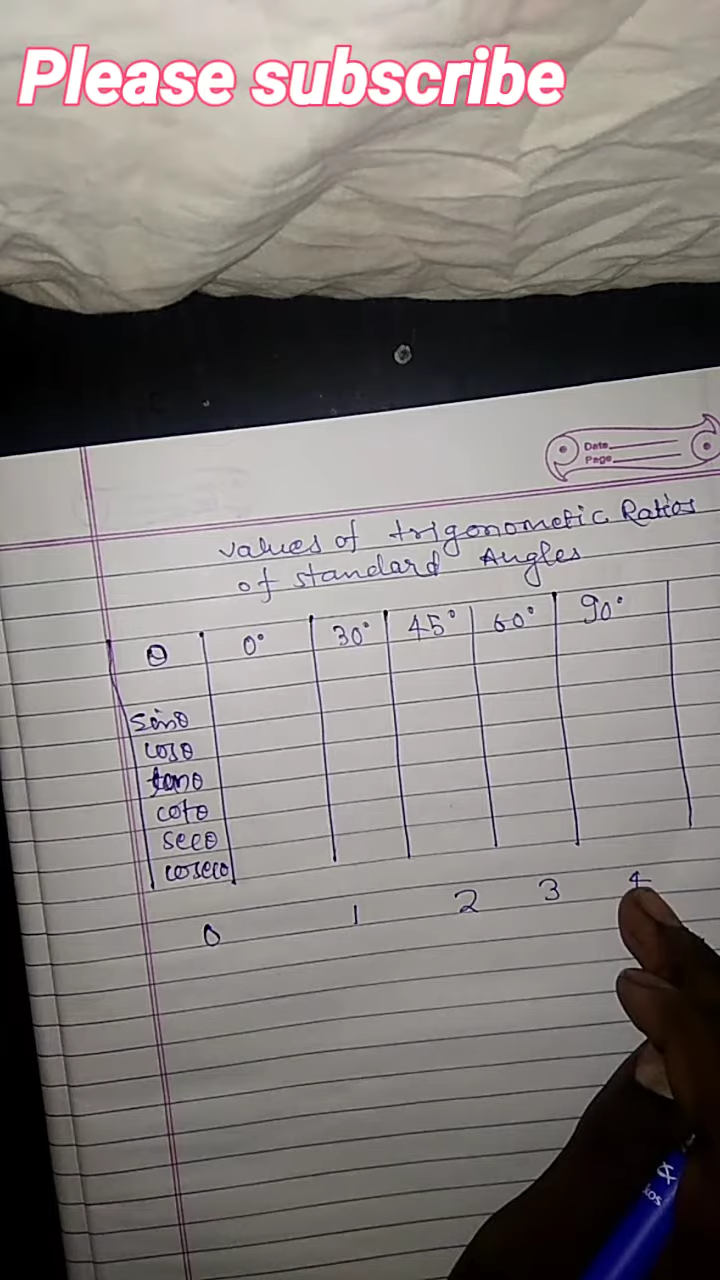 Please subscribe
Date
Page
values of trigonometic Ratios
of standard Angles
θ 0° 30° 45° 60° 90°
sinθ
cosθ
tanθ
cotθ
secθ
cosecθ
0 1 2 3 4